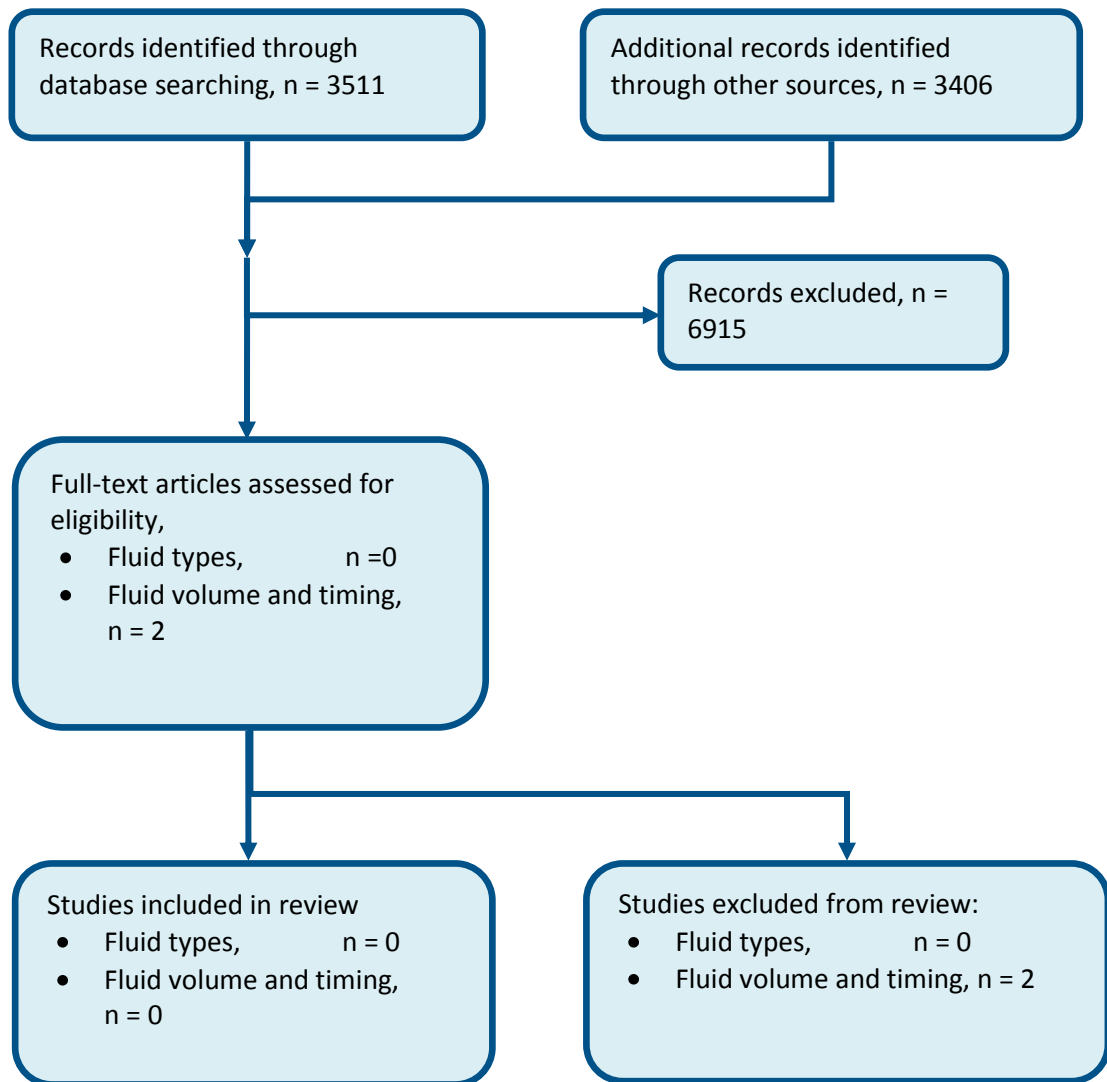 Records identified through
database searching, n = 3511
Additional records identified
through other sources, n = 3406
Records excluded, n =
6915
Full-text articles assessed for
eligibility,
• Fluid types, n =0
• Fluid volume and timing,
n = 2
Studies included in review
• Fluid types, n = 0
• Fluid volume and timing,
n = 0
Studies excluded from review:
• Fluid types, n = 0
• Fluid volume and timing, n = 2